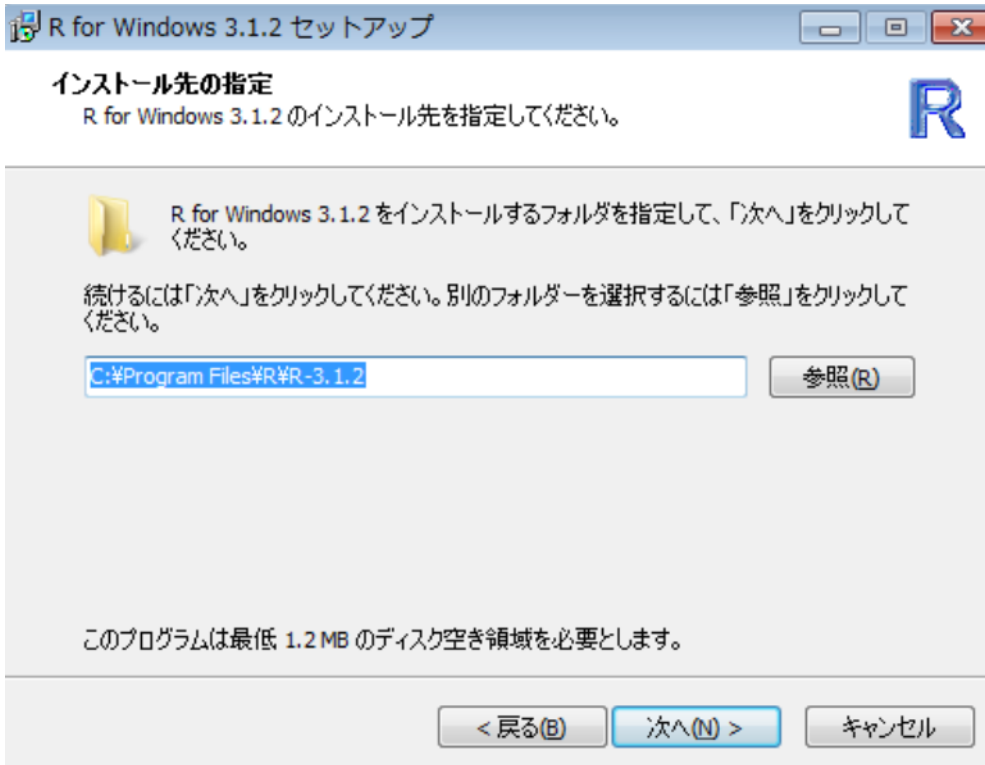 R for Windows 3.1.2 セットアップ
インストール先の指定
R for Windows 3.1.2 のインストール先を指定してください。
R
R for Windows 3.1.2 をインストールするフォルダを指定して、「次へ」をクリックして
ください。
続けるには「次へ」をクリックしてください。別のフォルダーを選択するには「参照」をクリックして
ください。
C:¥Program Files¥R¥R-3.1.2
参照(R)
このプログラムは最低 1.2 MB のディスク空き領域を必要とします。
< 戻る(B)
次へ(N) >
キャンセル